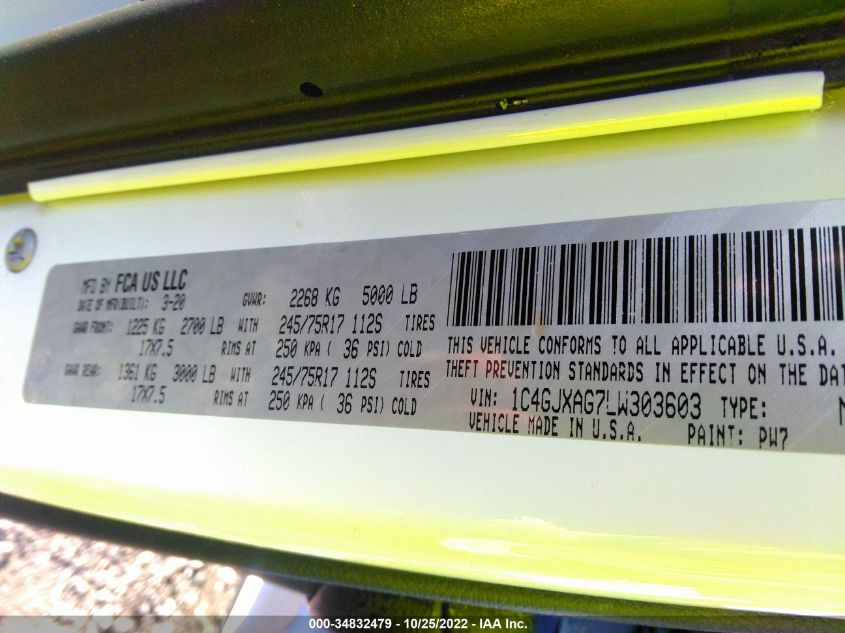 MFD BY FCA US LLC
DATE OF MFR(BUILT): 3-20 GVWR: 2268 KG 5000 LB
GAWR FRONT: 1225 KG 2700 LB WITH 245/75R17 112S TIRES
17X7.5 RIMS AT 250 KPA ( 36 PSI) COLD
GAWR REAR: 1361 KG 3000 LB WITH 245/75R17 112S TIRES
17X7.5 RIMS AT 250 KPA ( 36 PSI) COLD
THIS VEHICLE CONFORMS TO ALL APPLICABLE U.S.A.
THEFT PREVENTION STANDARDS IN EFFECT ON THE DAT
VIN: 1C4GJXAG7LW303603 TYPE:
VEHICLE MADE IN U.S.A. PAINT: PW7
000-34832479 - 10/25/2022 - IAA Inc.